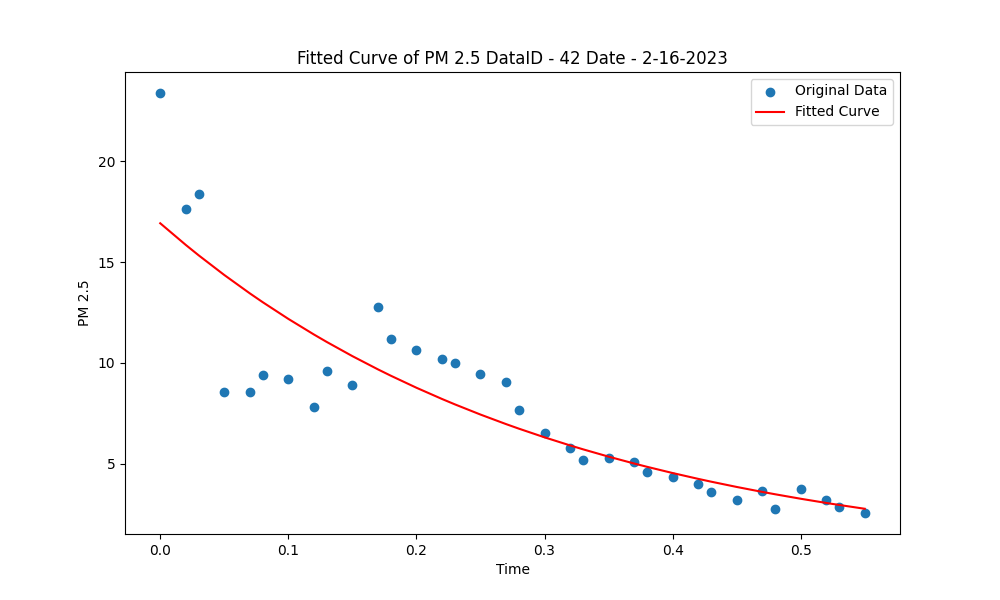 Fitted Curve of PM 2.5 DataID - 42 Date - 2-16-2023
Original Data
Fitted Curve
PM 2.5
20
15
10
5
0.0
0.1
0.2
0.3
0.4
0.5
Time